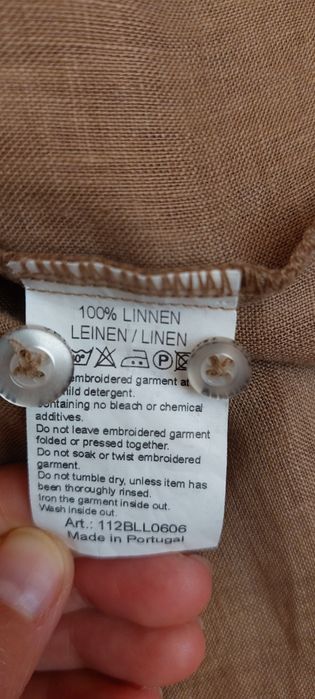 100% LINNEN
LEINEN / LINEN
P
embroidered garment at
mild detergent.
containing no bleach or chemical
additives.
Do not leave embroidered garment
folded or pressed together.
Do not soak or twist embroidered
garment.
Do not tumble dry, unless item has
been thoroughly rinsed.
Iron the garment inside out.
Wash inside out.
Art.: 112BLL0606
Made in Portugal